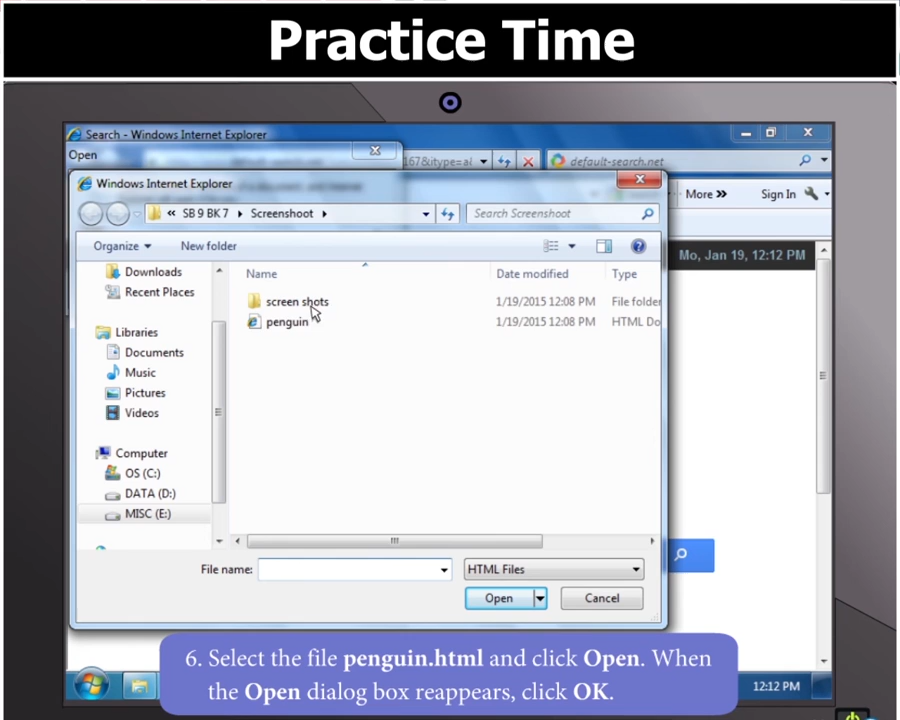 Practice Time
Search - Windows Internet Explorer
Open
167&itype=al
default-search.net
Windows Internet Explorer
More »
Sign In
« SB 9 BK 7 Screenshoot
Search Screenshoot
Organize
New folder
Mo, Jan 19, 12:12 PM
Name
Date modified
Type
Downloads
Recent Places
Libraries
Documents
Music
Pictures
Videos
Computer
OS (C:)
DATA (D:)
MISC (E:)
screen shots
1/19/2015 12:08 PM
File folder
penguin
1/19/2015 12:08 PM
HTML Do
File name:
HTML Files
Open
Cancel
6. Select the file penguin.html and click Open. When
the Open dialog box reappears, click OK.
12:12 PM